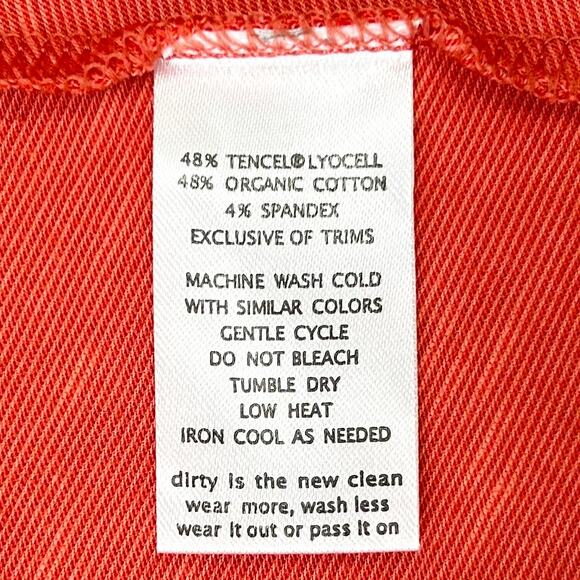 48% TENCEL® LYOCELL
48% ORGANIC COTTON
4% SPANDEX
EXCLUSIVE OF TRIMS
MACHINE WASH COLD
WITH SIMILAR COLORS
GENTLE CYCLE
DO NOT BLEACH
TUMBLE DRY
LOW HEAT
IRON COOL AS NEEDED
dirty is the new clean
wear more, wash less
wear it out or pass it on